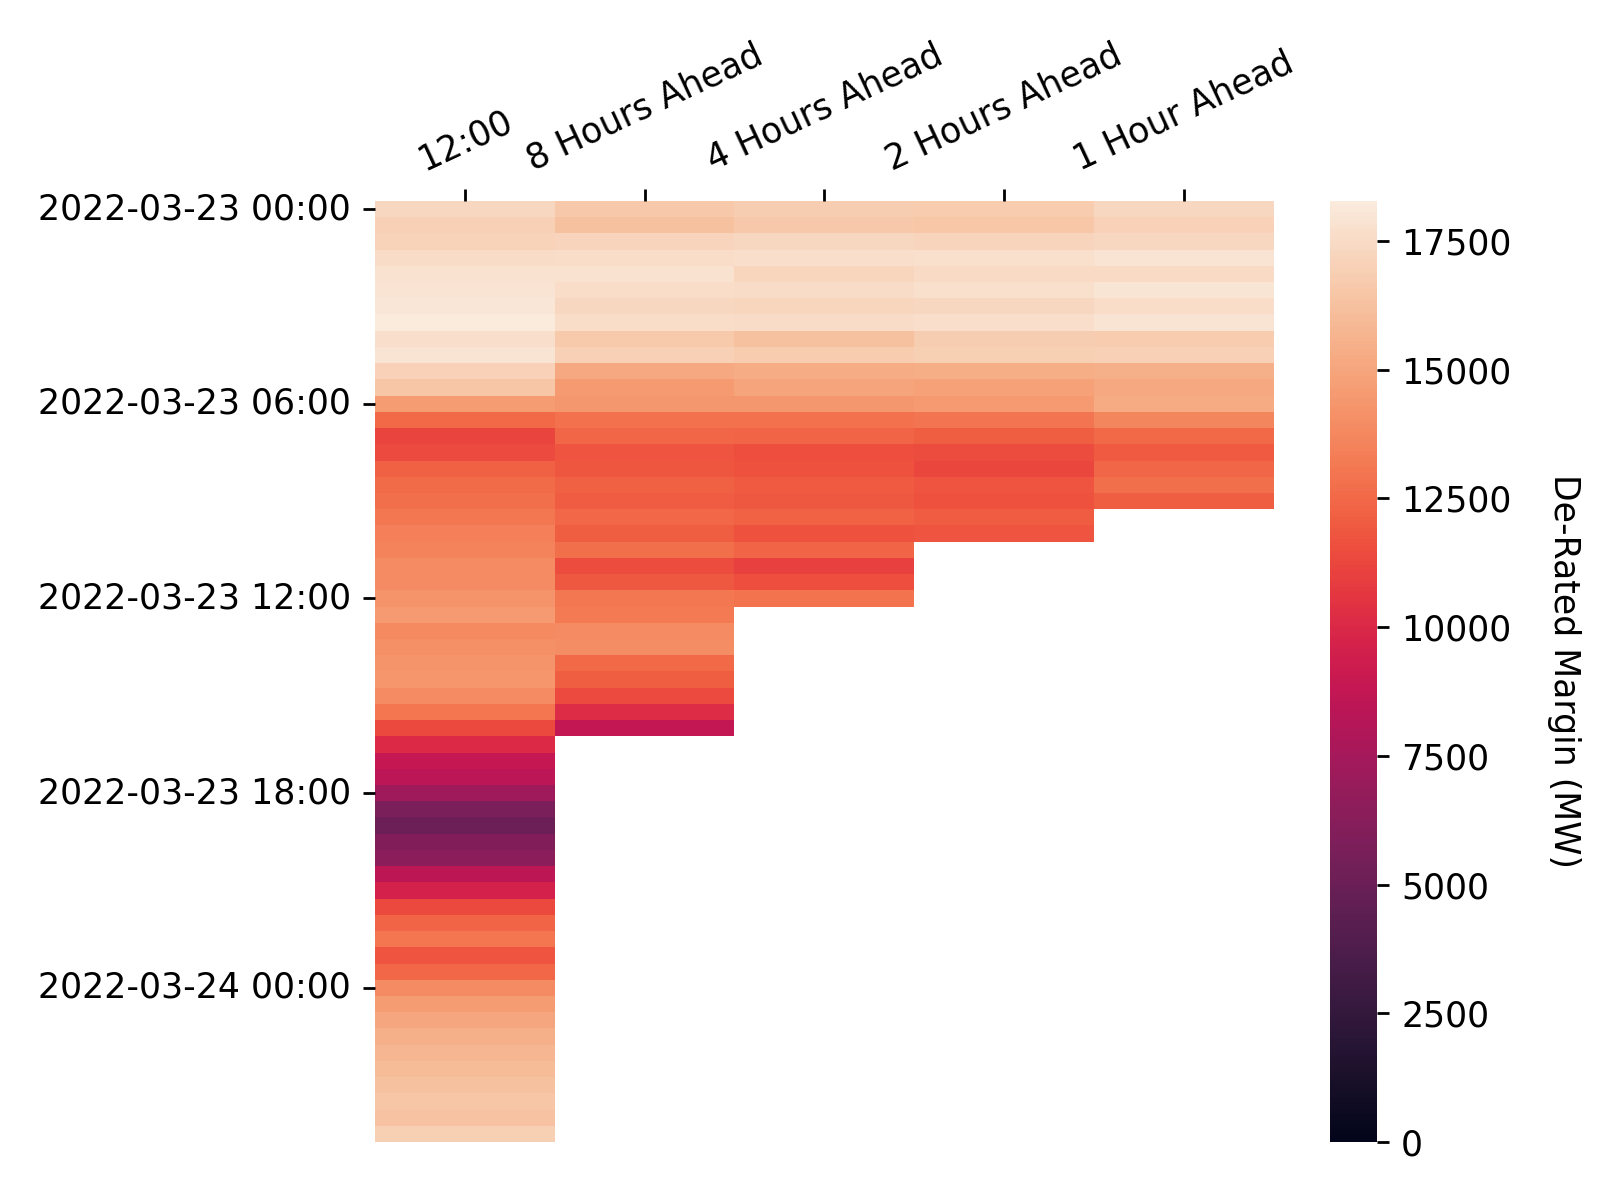 12:00
8 Hours Ahead
4 Hours Ahead
2 Hours Ahead
1 Hour Ahead
2022-03-23 00:00
2022-03-23 06:00
2022-03-23 12:00
2022-03-23 18:00
2022-03-24 00:00
17500
15000
12500
10000
7500
5000
2500
0
De-Rated Margin (MW)